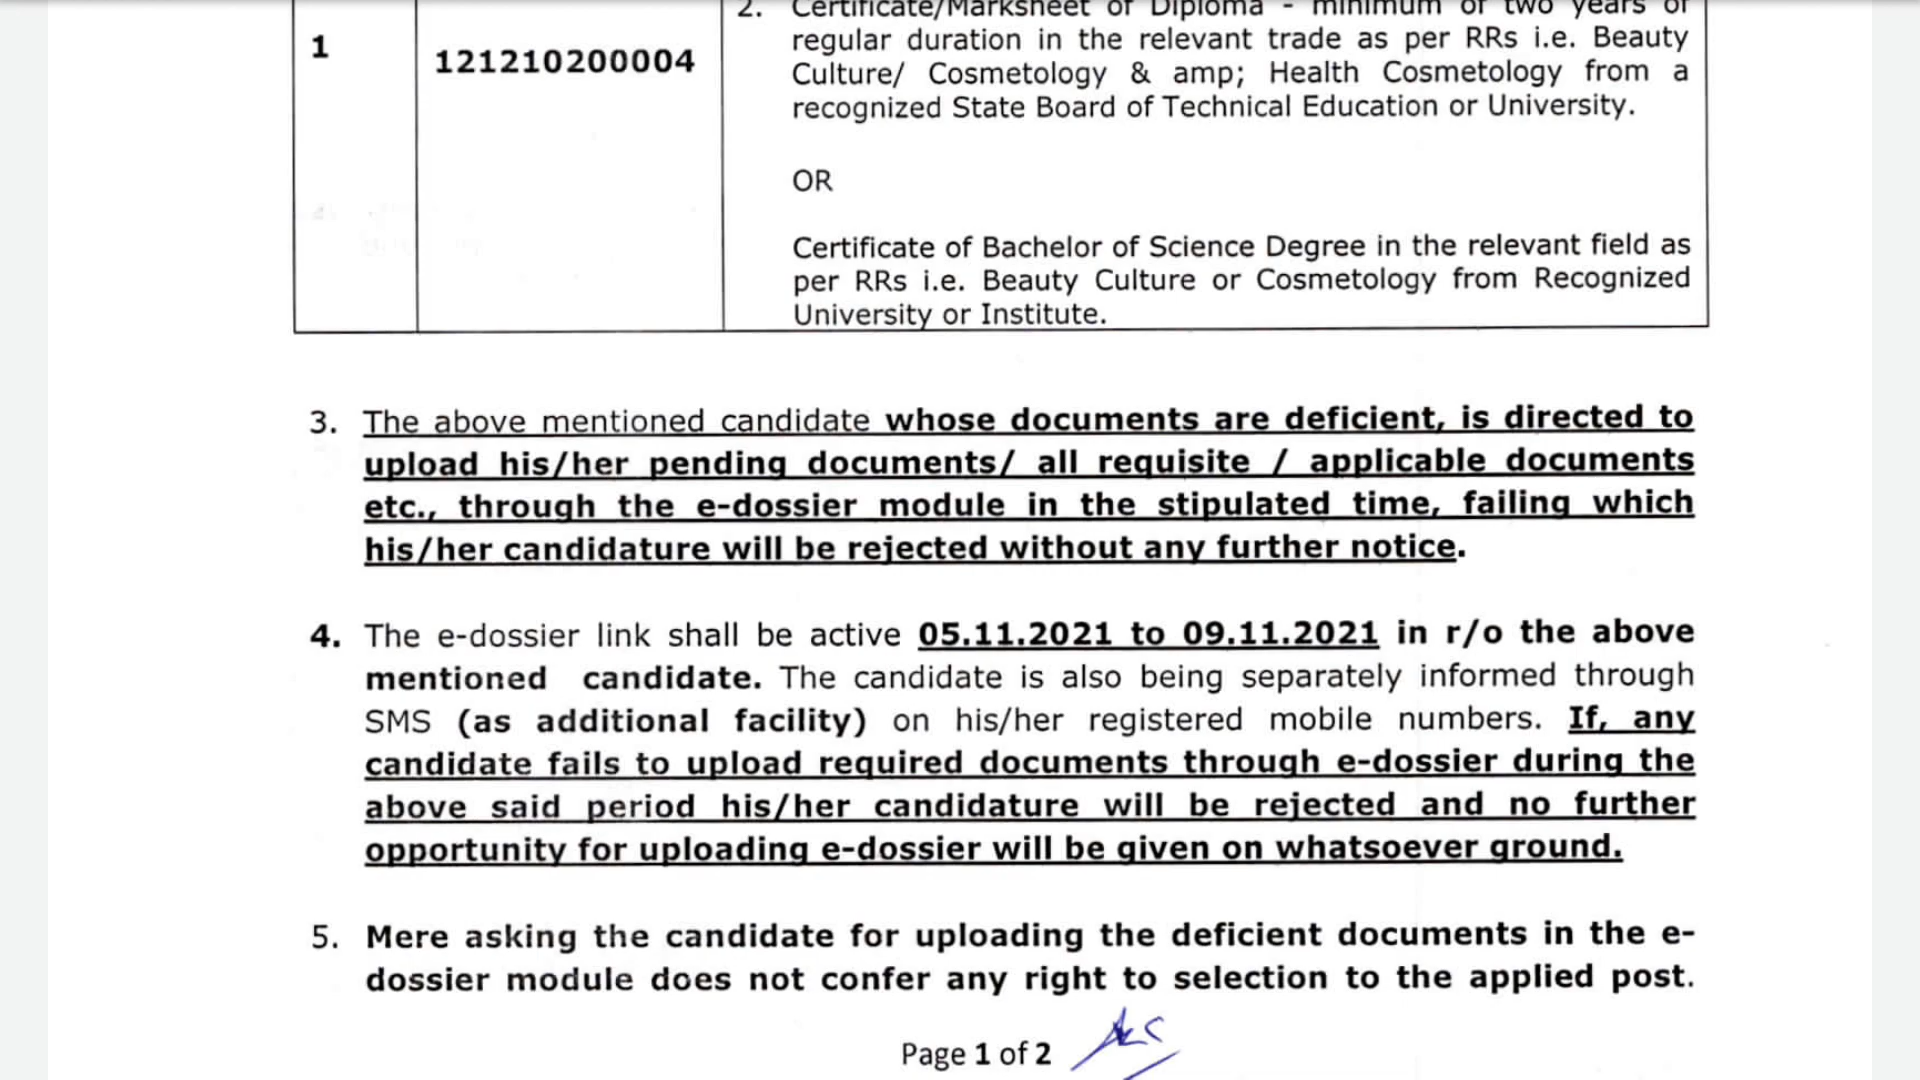 2. Certificate/Marksheet of Diploma - minimum of two years of
1
121210200004
regular duration in the relevant trade as per RRs i.e. Beauty
Culture/ Cosmetology & amp; Health Cosmetology from a
recognized State Board of Technical Education or University.
OR
Certificate of Bachelor of Science Degree in the relevant field as
per RRs i.e. Beauty Culture or Cosmetology from Recognized
University or Institute.
3. The above mentioned candidate whose documents are deficient, is directed to
upload his/her pending documents/ all requisite / applicable documents
etc., through the e-dossier module in the stipulated time, failing which
his/her candidature will be rejected without any further notice.
4. The e-dossier link shall be active 05.11.2021 to 09.11.2021 in r/o the above
mentioned candidate. The candidate is also being separately informed through
SMS (as additional facility) on his/her registered mobile numbers. If, any
candidate fails to upload required documents through e-dossier during the
above said period his/her candidature will be rejected and no further
opportunity for uploading e-dossier will be given on whatsoever ground.
5. Mere asking the candidate for uploading the deficient documents in the e-
dossier module does not confer any right to selection to the applied post.
Page 1 of 2